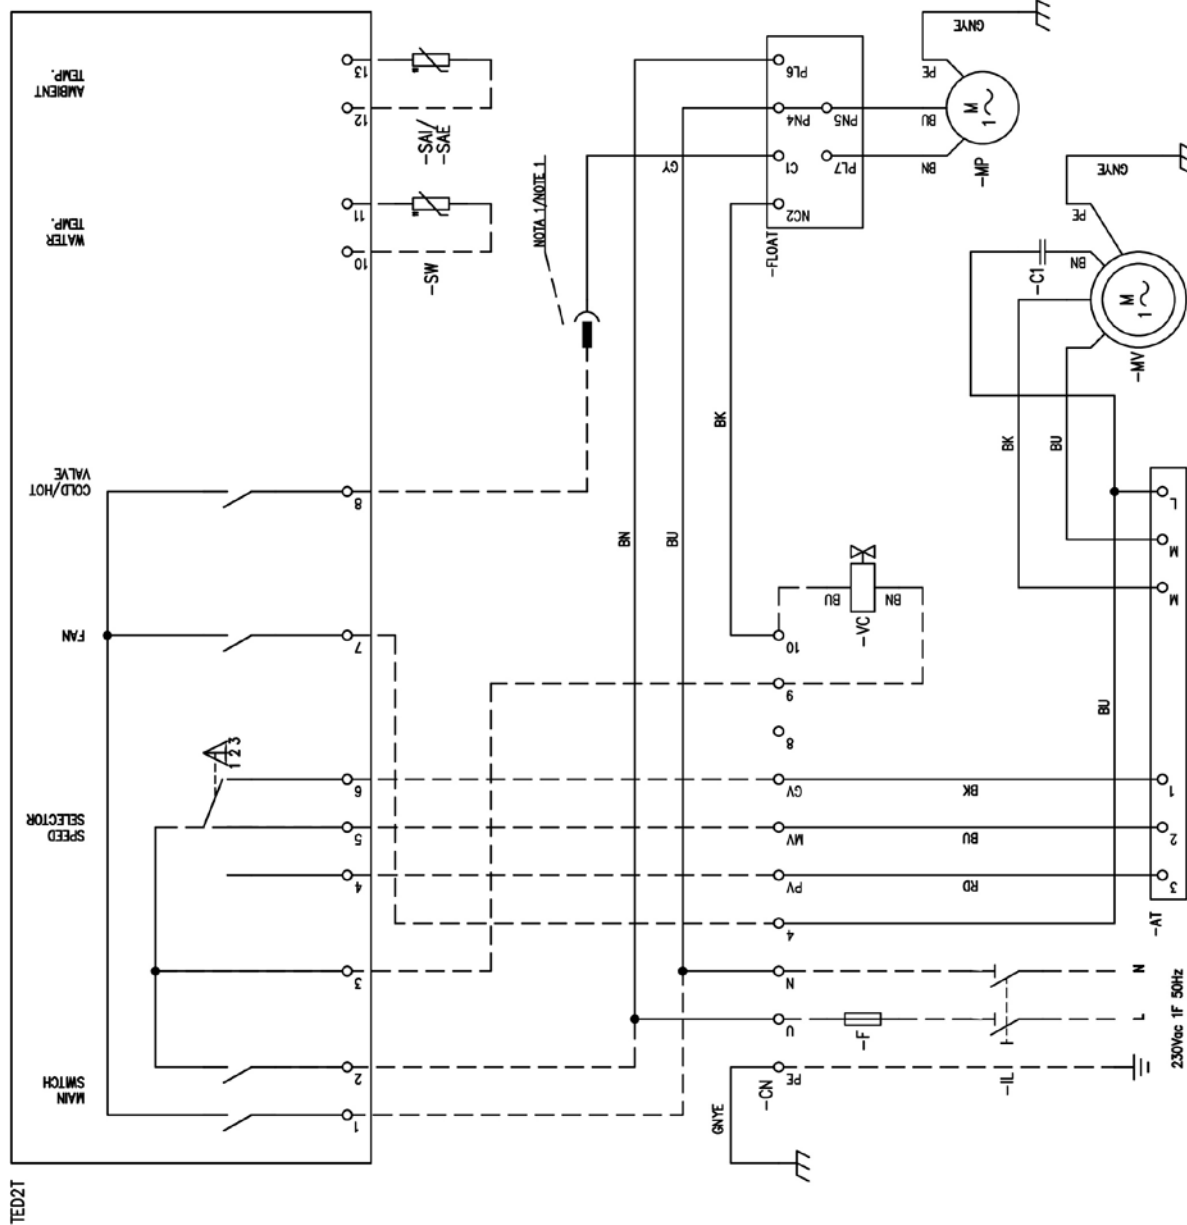 TED2T
AMBIENT
TEMP.
13
12
-SAI/
-SAE
WATER
TEMP.
11
10
-SW
NOTA 1/NOTE 1
COLD/HOT
VALVE
8
FAN
7
SPEED
SELECTOR
1 2 3
6
5
4
3
MAIN
SWITCH
2
1
BN
BU
GY
BK
-FLOAT
PL6
PN4
PN5
C1
PL7
NC2
PE
GNYE
BU
BN
M
1~
-MP
GNYE
PE
BN
-C1
M
1~
-MV
BK
BU
BU
BN
-VC
10
9
8
GV
MV
PV
4
N
U
PE
-CN
GNYE
BK
BU
RD
BU
L
M
M
1
2
3
-AT
-F
-IL
N
L
230Vac 1F 50Hz